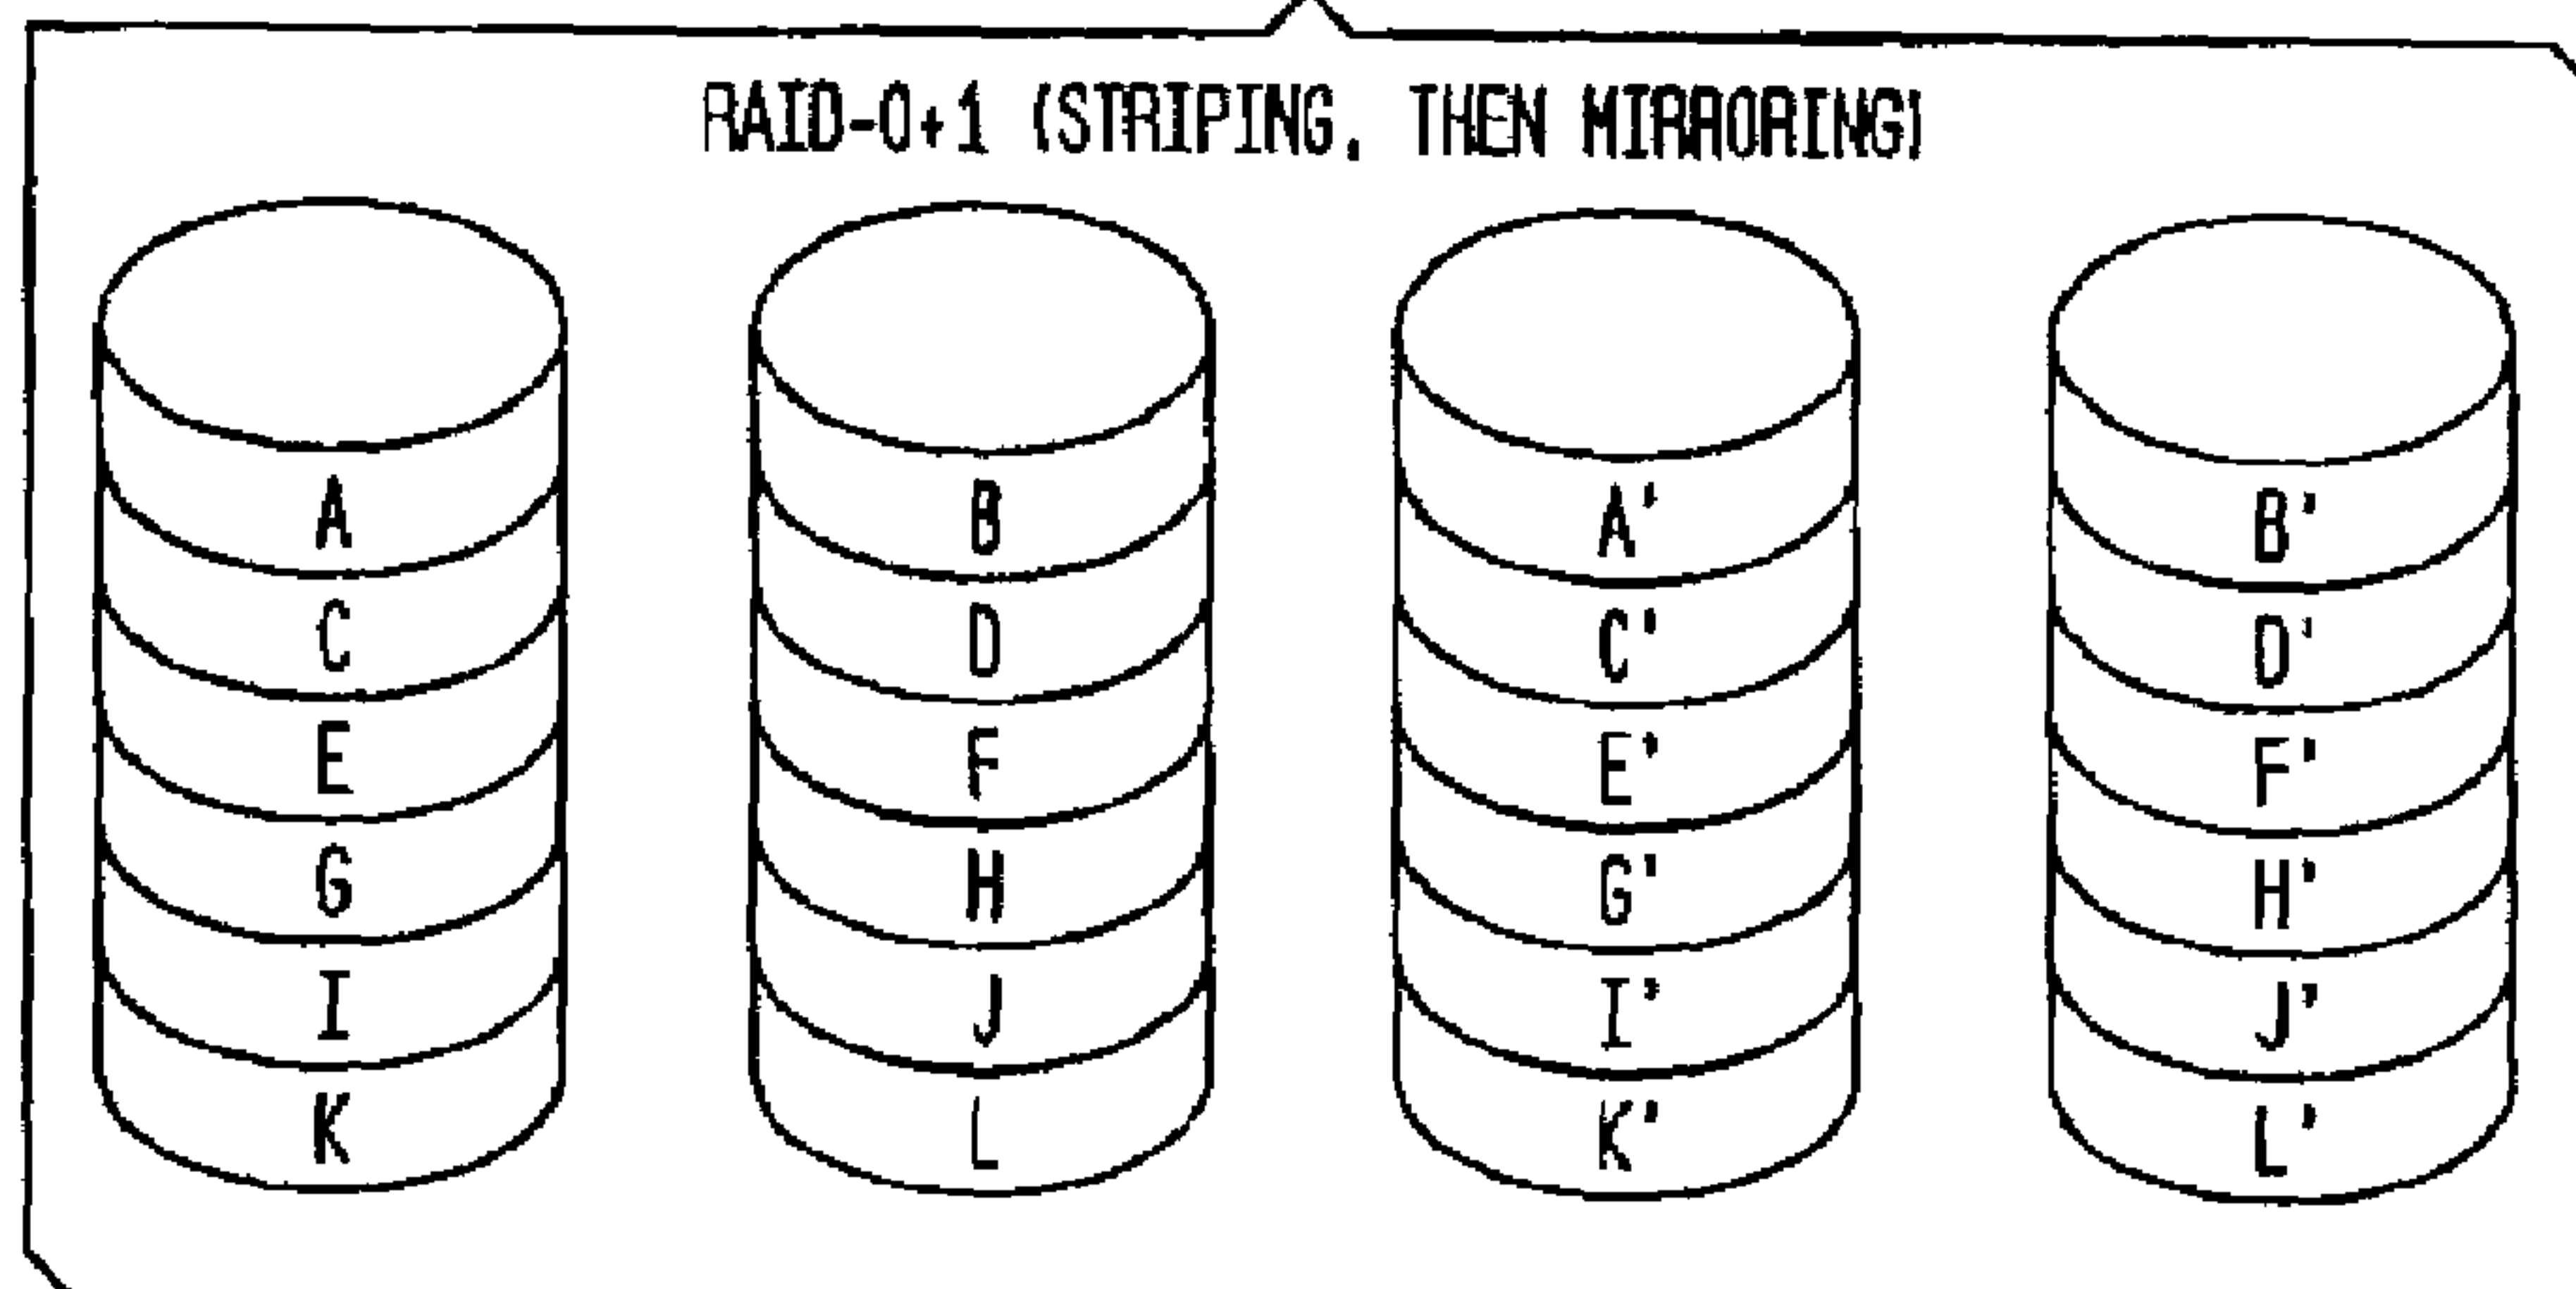 RAID-0+1 (STRIPING, THEN MIRRORING)
A B A' B'
C D C' D'
E F E' F'
G H G' H'
I J I' J'
K L K' L'